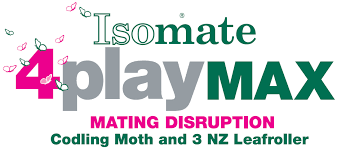 Isomate®
4playMAX
MATING DISRUPTION
Codling Moth and 3 NZ Leafroller